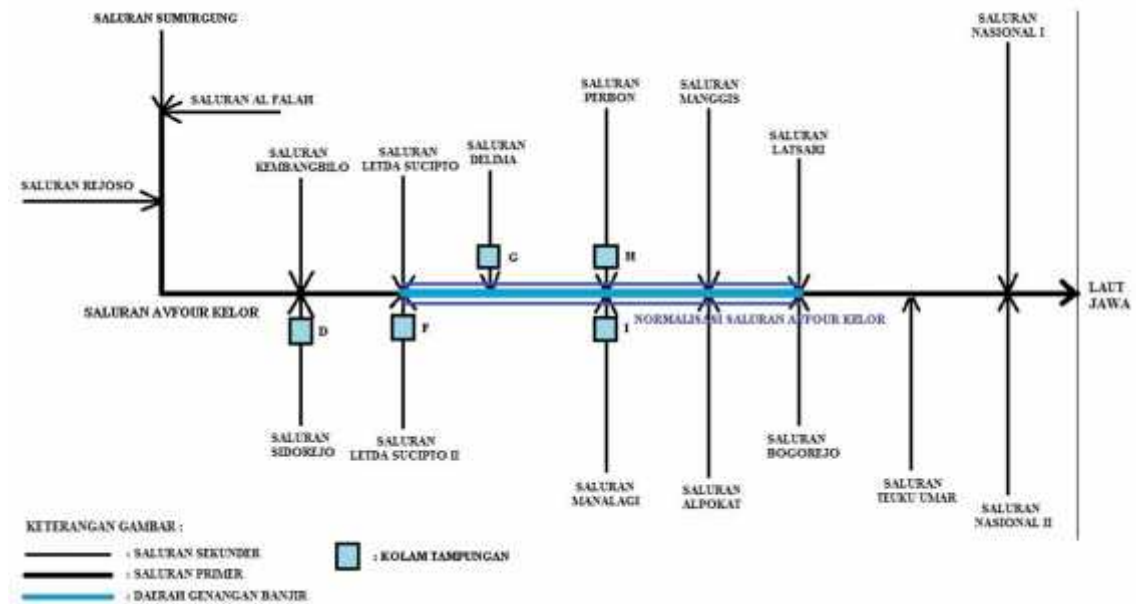 SALURAN SUMURGUNG
SALURAN
NASIONAL I
SALURAN AL FALAH
SALURAN
PERBON
SALURAN
MANGGIS
SALURAN
KEMBANGBILO
SALURAN
LETDA SUCIPTO
SALURAN
DELIMA
SALURAN
LATSARI
SALURAN REJOSO
G
H
SALURAN AVFOUR KELOR
LAUT
JAWA
D
F
I
NORMALISASI SALURAN AVFOUR KELOR
SALURAN
SIDOREJO
SALURAN
LETDA SUCIPTO II
SALURAN
BOGOREJO
SALURAN
MANALAGI
SALURAN
ALPOKAT
SALURAN
TEUKU UMAR
SALURAN
NASIONAL II
KETERANGAN GAMBAR :
: SALURAN SEKUNDER
: KOLAM TAMPUNGAN
: SALURAN PRIMER
: DAERAH GENANGAN BANJIR